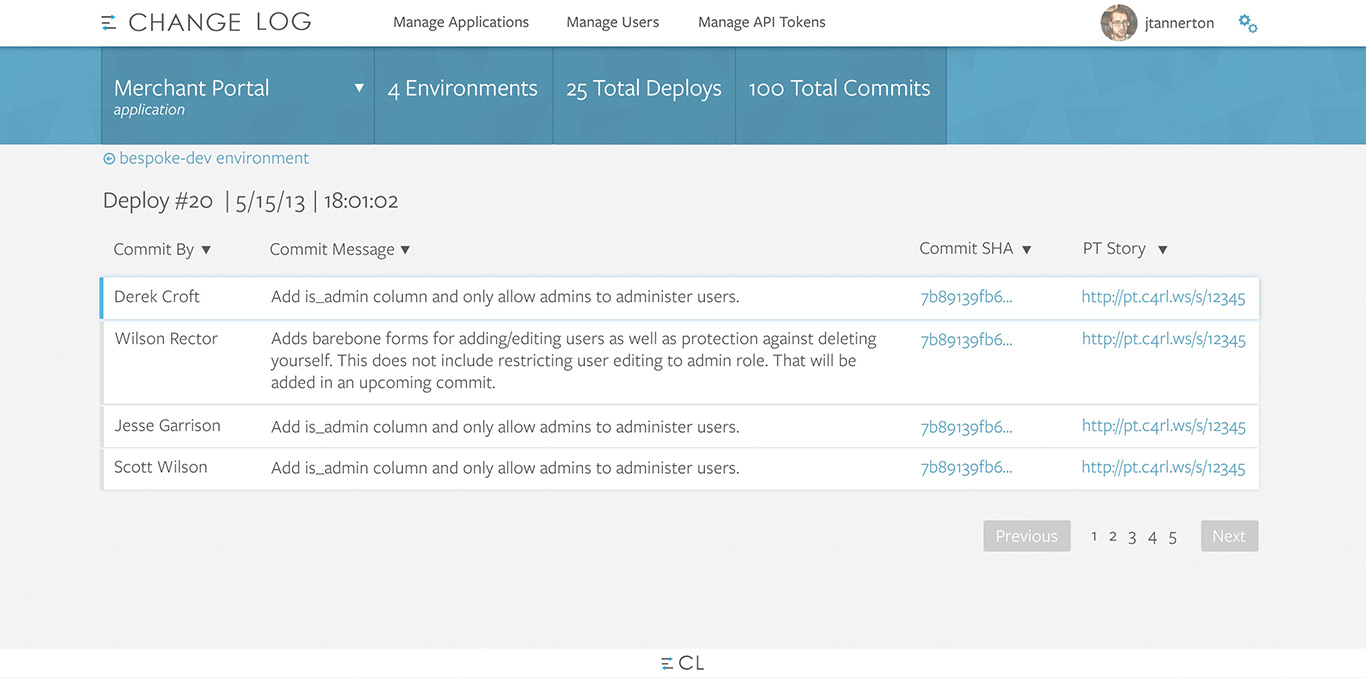 CHANGE LOG
Manage Applications Manage Users Manage API Tokens
jtannerton
Merchant Portal ▼ 4 Environments 25 Total Deploys 100 Total Commits
application
bespoke-dev environment
Deploy #20 | 5/15/13 | 18:01:02
Commit By ▼ Commit Message ▼ Commit SHA ▼ PT Story ▼
Derek Croft Add is_admin column and only allow admins to administer users. 7b89139fb6... http://pt.c4rl.ws/s/12345
Wilson Rector Adds barebone forms for adding/editing users as well as protection against deleting 7b89139fb6... http://pt.c4rl.ws/s/12345
yourself. This does not include restricting user editing to admin role. That will be
added in an upcoming commit.
Jesse Garrison Add is_admin column and only allow admins to administer users. 7b89139fb6... http://pt.c4rl.ws/s/12345
Scott Wilson Add is_admin column and only allow admins to administer users. 7b89139fb6... http://pt.c4rl.ws/s/12345
Previous 1 2 3 4 5 Next
CL